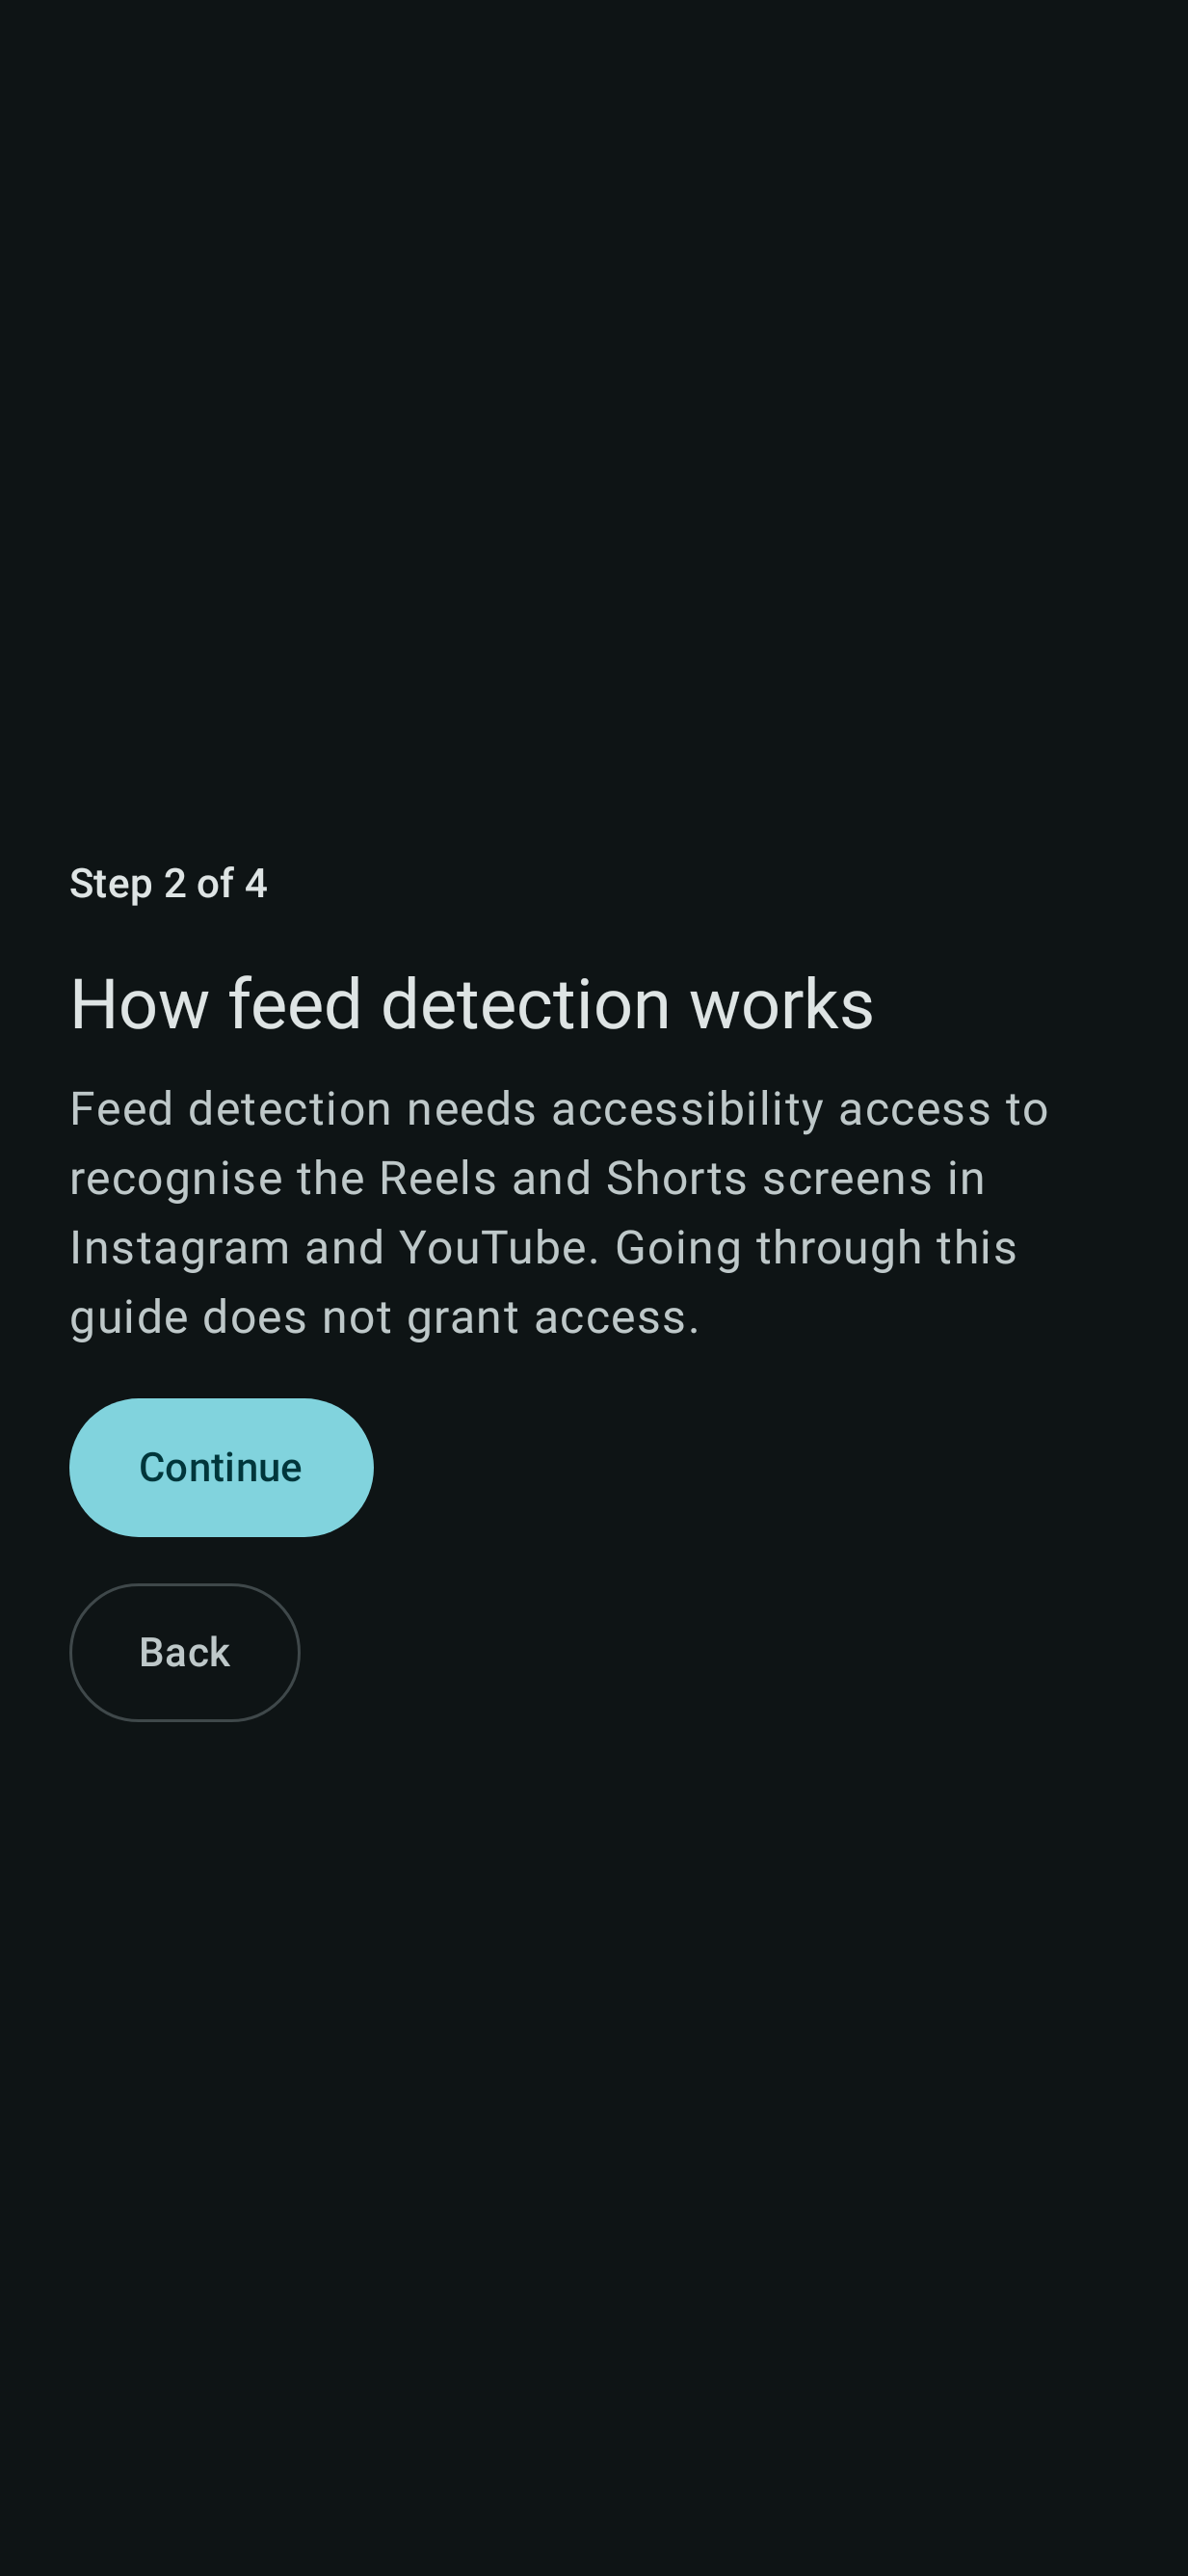 Step 2 of 4
How feed detection works
Feed detection needs accessibility access to
recognise the Reels and Shorts screens in
Instagram and YouTube. Going through this
guide does not grant access.
Continue
Back